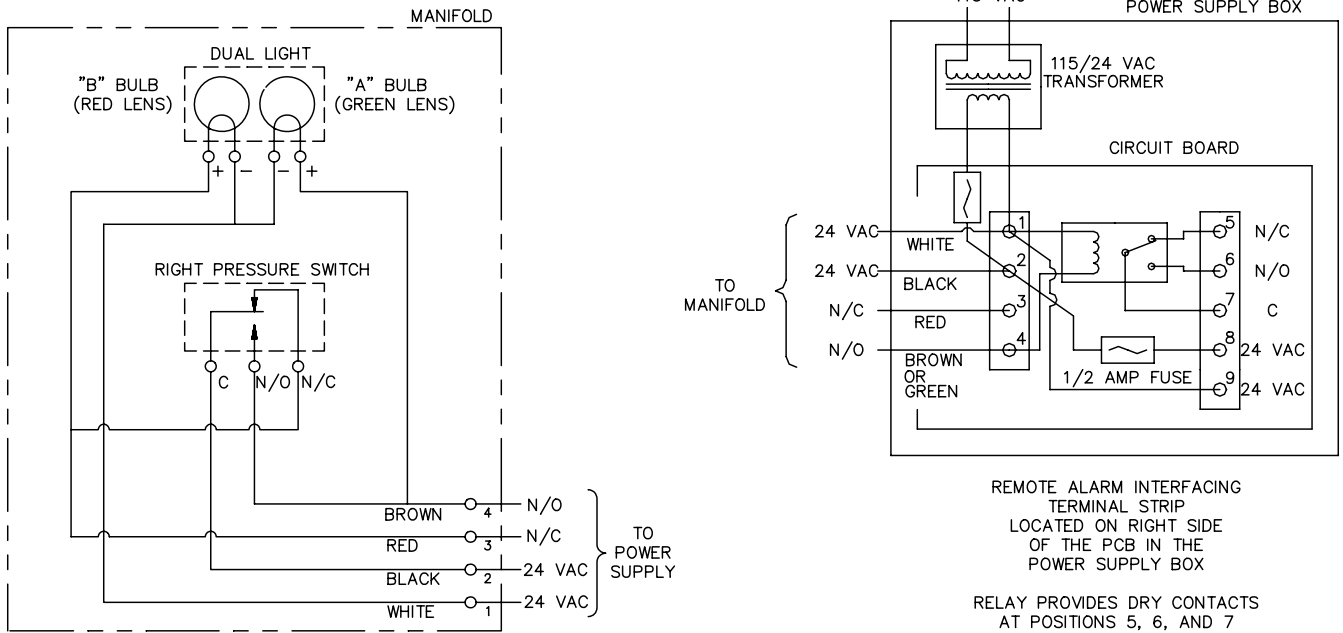 MANIFOLD
DUAL LIGHT
"B" BULB
(RED LENS)
"A" BULB
(GREEN LENS)
+ - - +
RIGHT PRESSURE SWITCH
C N/O N/C
BROWN 4 N/O
RED 3 N/C
BLACK 2 24 VAC
WHITE 1 24 VAC
TO
POWER
SUPPLY
POWER SUPPLY BOX
115/24 VAC
TRANSFORMER
CIRCUIT BOARD
TO
MANIFOLD
24 VAC WHITE 1
24 VAC BLACK 2
N/C RED 3
N/O 4
BROWN
OR
GREEN
5 N/C
6 N/O
7 C
8 24 VAC
1/2 AMP FUSE
9 24 VAC
REMOTE ALARM INTERFACING
TERMINAL STRIP
LOCATED ON RIGHT SIDE
OF THE PCB IN THE
POWER SUPPLY BOX
RELAY PROVIDES DRY CONTACTS
AT POSITIONS 5, 6, AND 7